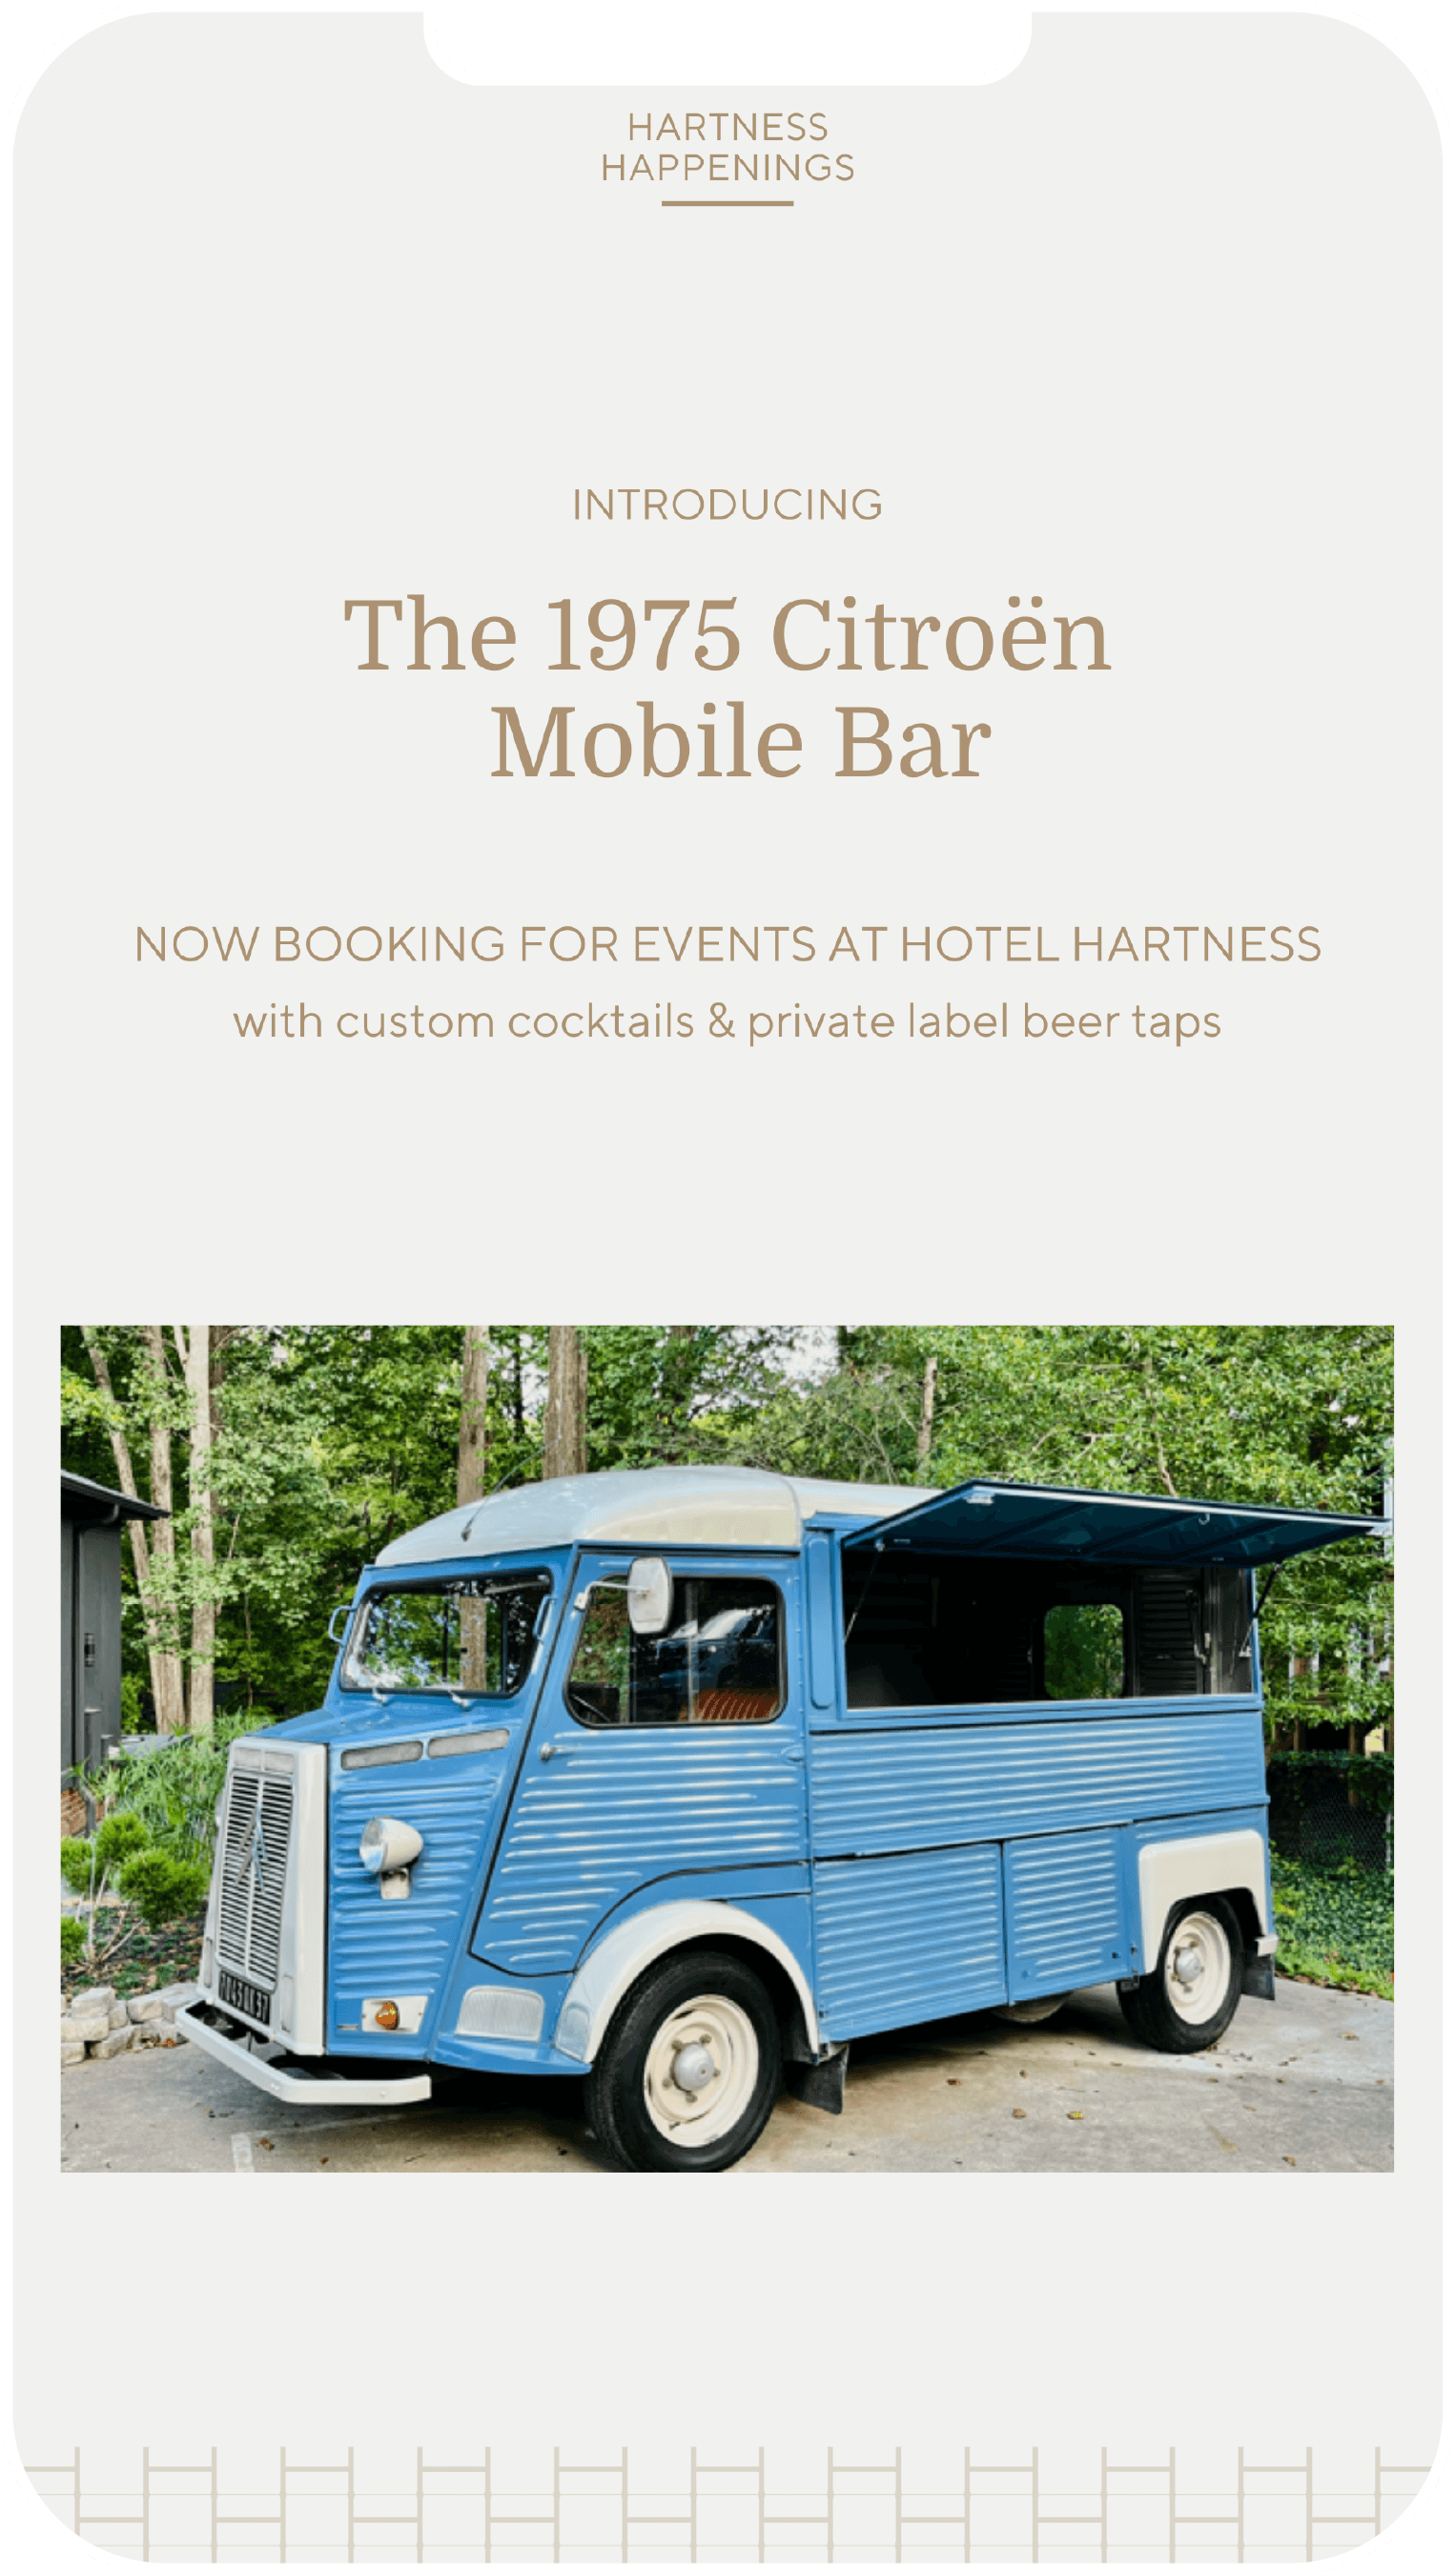 HARTNESS
HAPPENINGS
INTRODUCING
The 1975 Citroën
Mobile Bar
NOW BOOKING FOR EVENTS AT HOTEL HARTNESS
with custom cocktails & private label beer taps